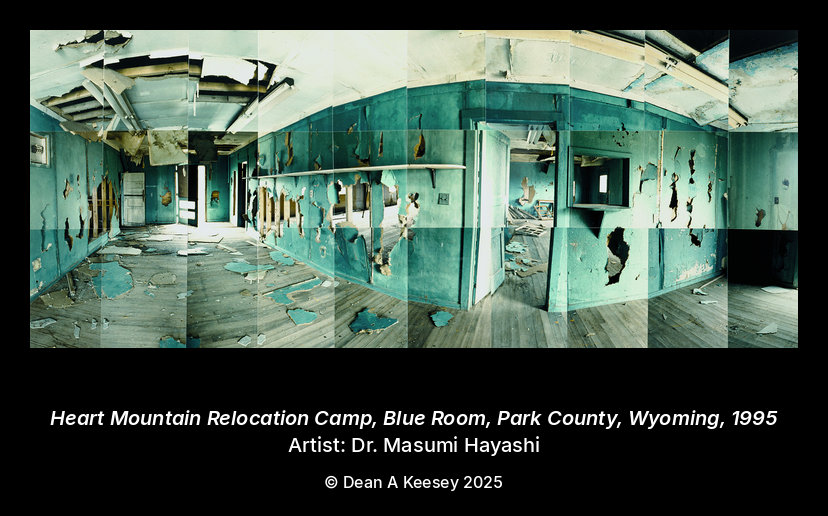 Heart Mountain Relocation Camp, Blue Room, Park County, Wyoming, 1995
Artist: Dr. Masumi Hayashi
© Dean A Keesey 2025